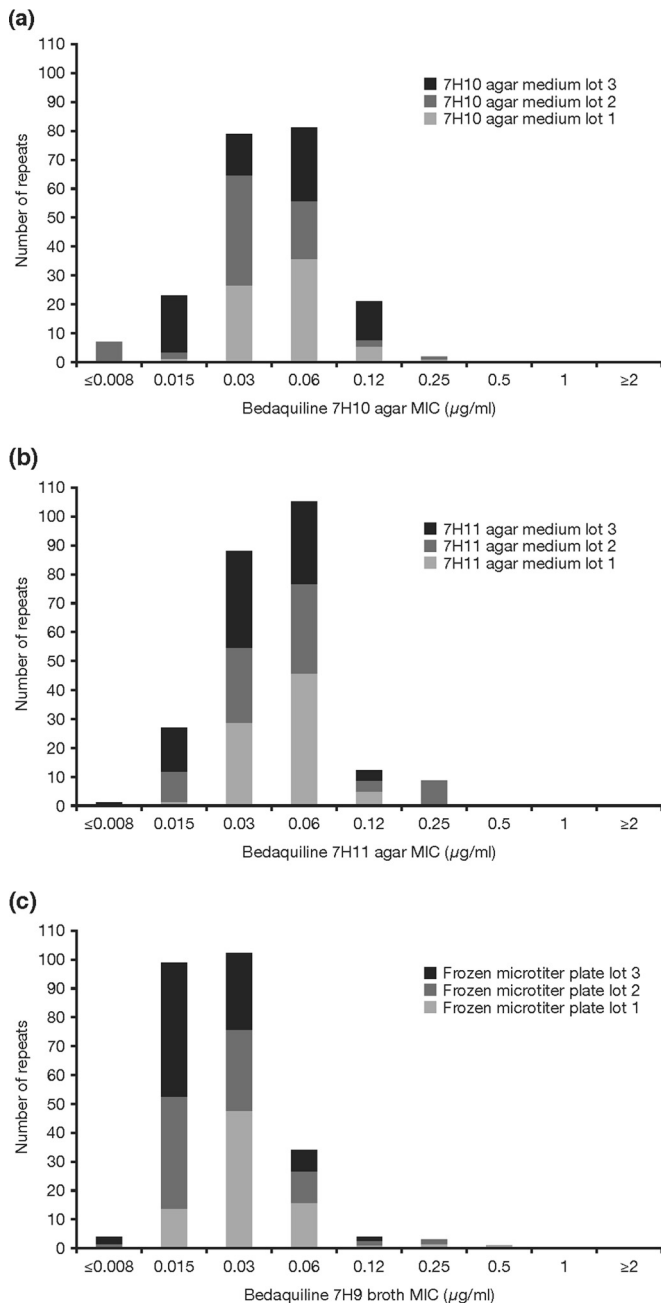 (a)
110
100
90
80
70
60
50
40
30
20
10
0
Number of repeats
7H10 agar medium lot 3
7H10 agar medium lot 2
7H10 agar medium lot 1
≤0.008 0.015 0.03 0.06 0.12 0.25 0.5 1 ≥2
Bedaquiline 7H10 agar MIC (µg/ml)
(b)
110
100
90
80
70
60
50
40
30
20
10
0
Number of repeats
7H11 agar medium lot 3
7H11 agar medium lot 2
7H11 agar medium lot 1
≤0.008 0.015 0.03 0.06 0.12 0.25 0.5 1 ≥2
Bedaquiline 7H11 agar MIC (µg/ml)
(c)
110
100
90
80
70
60
50
40
30
20
10
0
Number of repeats
Frozen microtiter plate lot 3
Frozen microtiter plate lot 2
Frozen microtiter plate lot 1
≤0.008 0.015 0.03 0.06 0.12 0.25 0.5 1 ≥2
Bedaquiline 7H9 broth MIC (µg/ml)